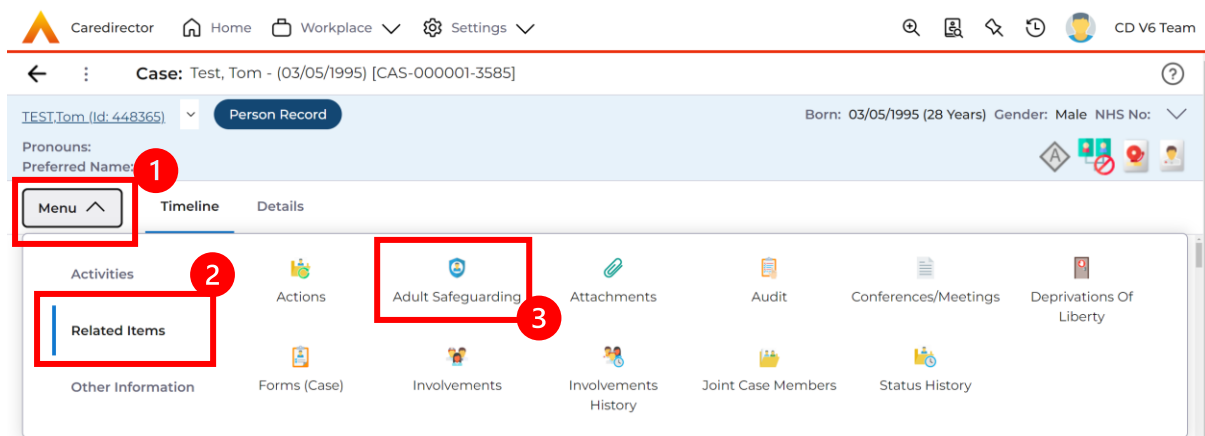 Caredirector Home Workplace Settings CD V6 Team
Case: Test, Tom - (03/05/1995) [CAS-000001-3585]
TEST,Tom (Id: 448365) Person Record Born: 03/05/1995 (28 Years) Gender: Male NHS No:
Pronouns:
Preferred Name:
1
A
Menu Timeline Details
Activities
2
Actions Adult Safeguarding Attachments Audit Conferences/Meetings Deprivations Of
Liberty
3
Related Items
Other Information Forms (Case) Involvements Involvements
History Joint Case Members Status History